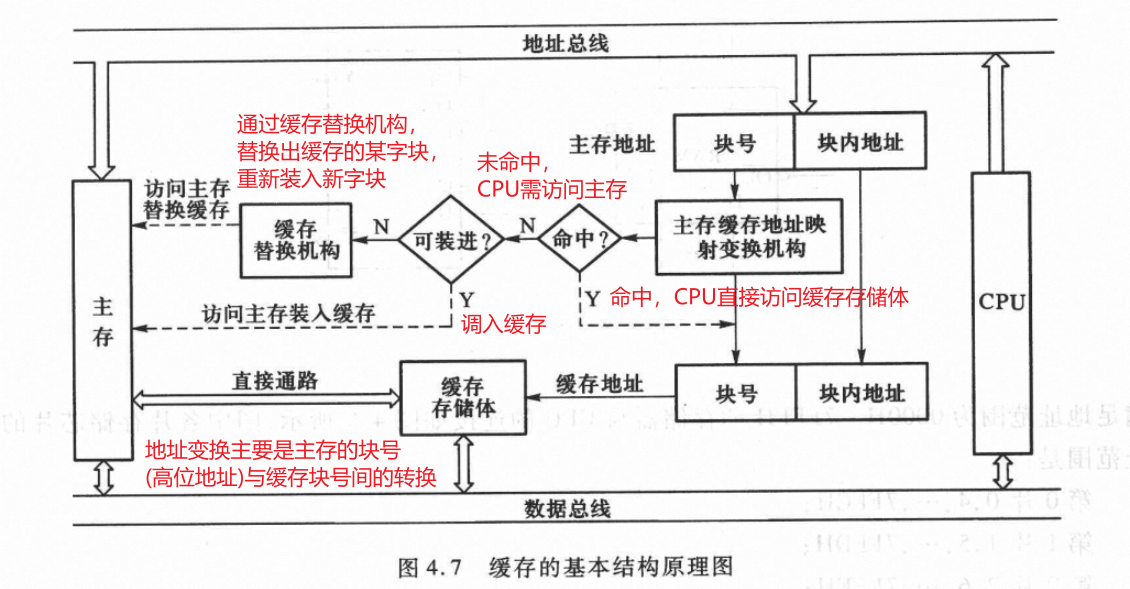 地址总线
通过缓存替换机构，
替换出缓存的某字块，
重新装入新字块
未命中，
CPU需访问主存
主存地址
块号
块内地址
访问主存
替换缓存
缓存
替换机构
N
可装进？
N
命中？
主存缓存地址映
射变换机构
主
存
CPU
Y
Y
命中，CPU直接访问缓存存储体
访问主存装入缓存
调入缓存
直接通路
缓存
存储体
缓存地址
块号
块内地址
地址变换主要是主存的块号
(高位地址)与缓存块号间的转换
数据总线
图 4.7 缓存的基本结构原理图